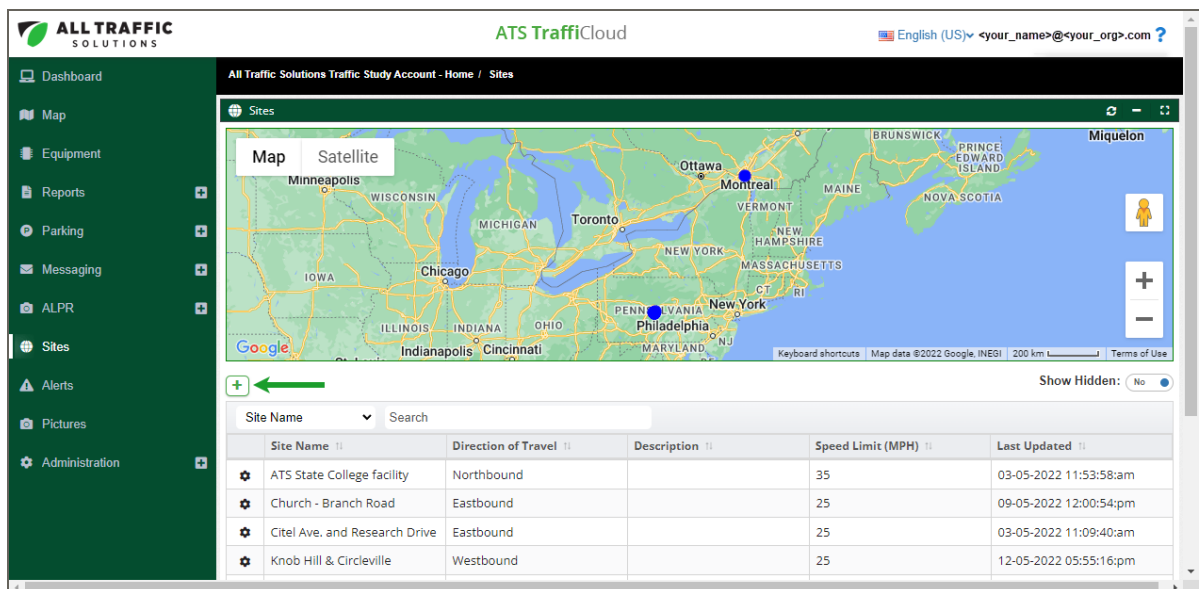 ALL TRAFFIC
SOLUTIONS
ATS TraffiCloud
English (US) <your_name>@<your_org>.com ?
Dashboard
Map
Equipment
Reports
Parking
Messaging
ALPR
Sites
Alerts
Pictures
Administration
All Traffic Solutions Traffic Study Account - Home / Sites
Sites
Map Satellite
Ottawa
Montreal
BRUNSWICK
PRINCE
EDWARD
ISLAND
Miquelon
Minneapolis
WISCONSIN
MICHIGAN
Toronto
MAINE
VERMONT
NOVA SCOTIA
NEW
HAMPSHIRE
NEW YORK
MASSACHUSETTS
IOWA
Chicago
CT
RI
ILLINOIS
INDIANA
OHIO
PENN LVANIA
New York
Philadelphia
Indianapolis
Cincinnati
MARYLAND
NJ
Google
Keyboard shortcuts Map data ©2022 Google, INEGI 200 km Terms of Use
+
Show Hidden: No
Site Name Search
Site Name Direction of Travel Description Speed Limit (MPH) Last Updated
ATS State College facility Northbound 35 03-05-2022 11:53:58:am
Church - Branch Road Eastbound 25 09-05-2022 12:00:54:pm
Citel Ave. and Research Drive Eastbound 25 03-05-2022 11:09:40:am
Knob Hill & Circleville Westbound 25 12-05-2022 05:55:16:pm